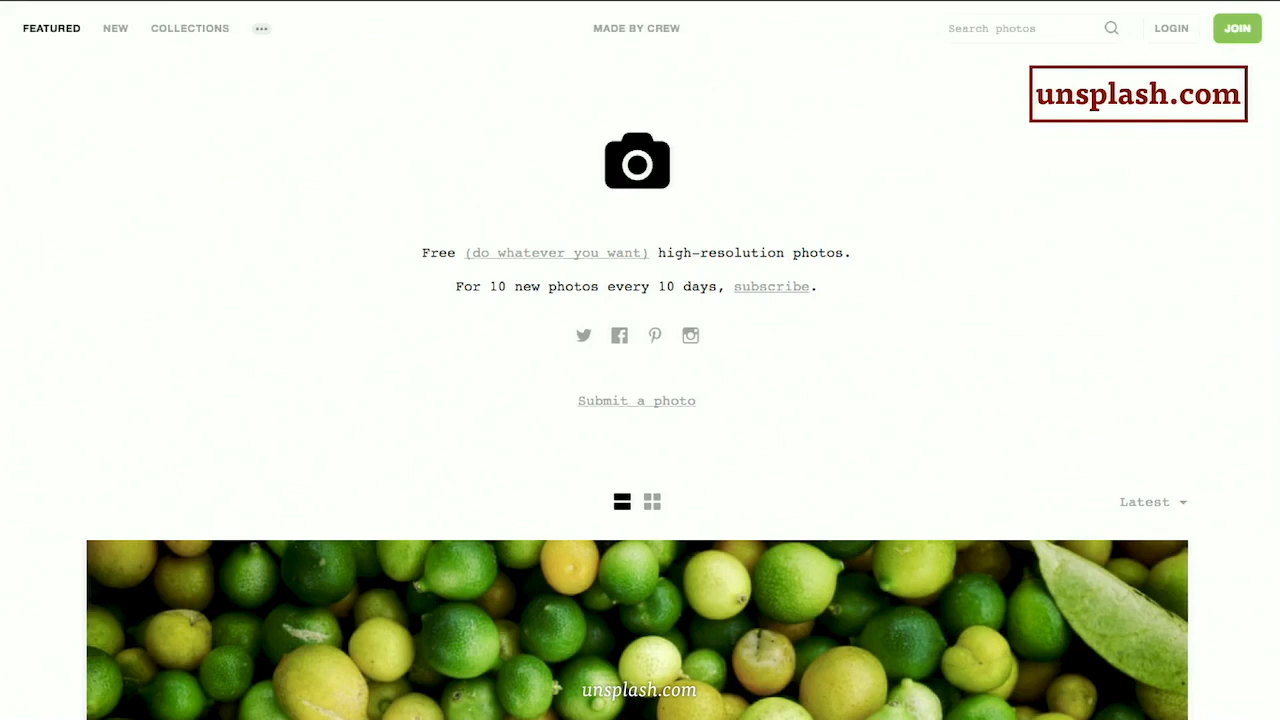 FEATURED NEW COLLECTIONS ••• MADE BY CREW Search photos LOGIN JOIN
unsplash.com
Free (do whatever you want) high-resolution photos.
For 10 new photos every 10 days, subscribe.
Submit a photo
Latest
unsplash.com